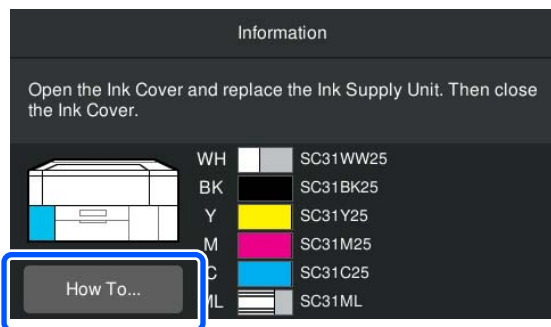 Information
Open the Ink Cover and replace the Ink Supply Unit. Then close
the Ink Cover.
WH SC31WW25
BK SC31BK25
Y SC31Y25
M SC31M25
C SC31C25
ML SC31ML
How To...